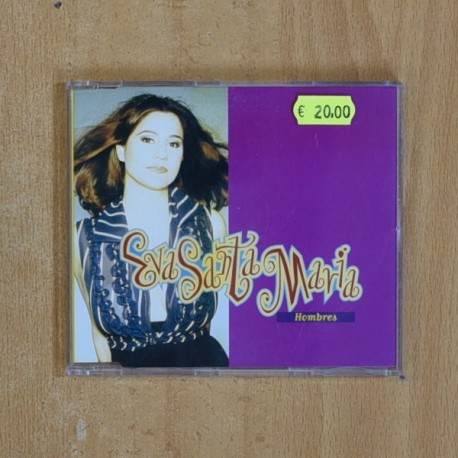 € 20.00
Eva Santa Maria
Hombres